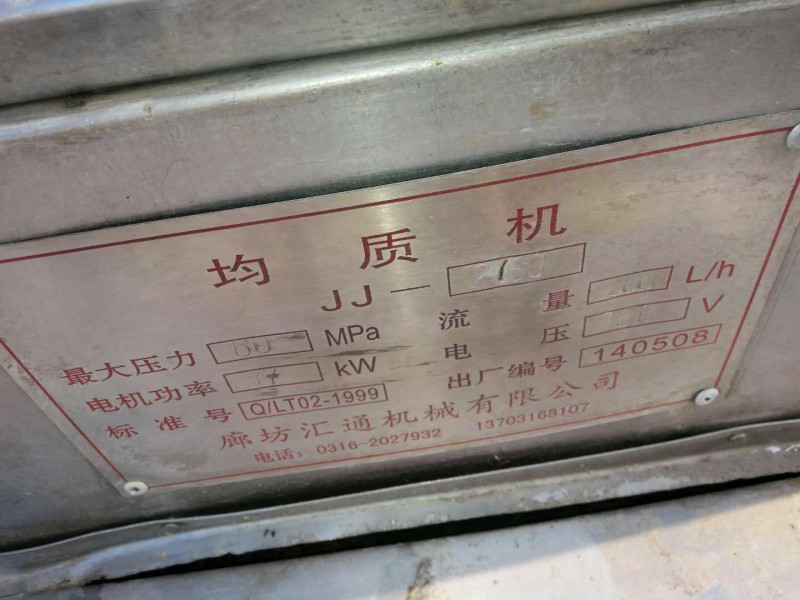 均质机
JJ-
最大压力 60 MPa 流量 L/h
电机功率 kW 电压 V
标准号 Q/LT02-1999 出厂编号 140508
廊坊汇通机械有限公司
电话: 0316-2027932 13703168107